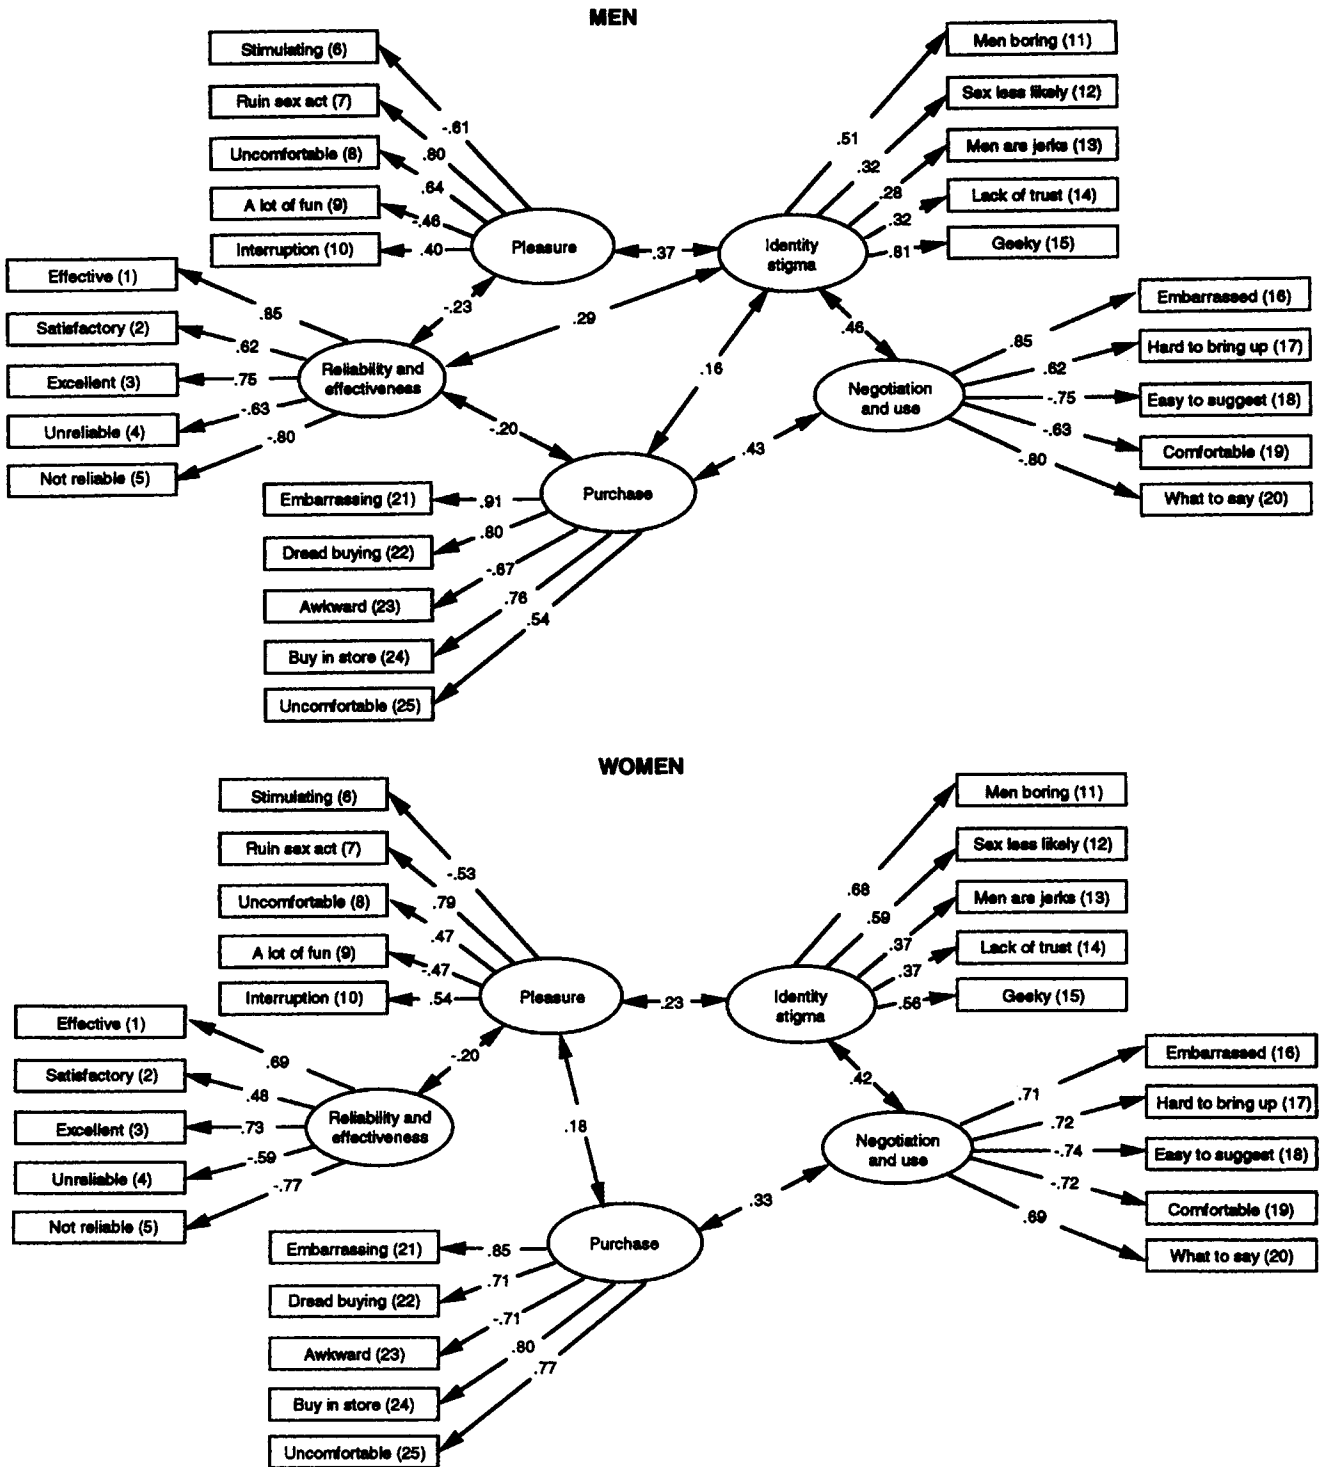 MEN
Stimulating (6)
Ruin sex act (7)
Uncomfortable (8)
A lot of fun (9)
Interruption (10)
-.61
.80
.64
-.46
.40
Pleasure
Men boring (11)
Sex less likely (12)
Men are jerks (13)
Lack of trust (14)
Geeky (15)
.51
.32
.28
.32
.81
Identity
stigma
.37
Effective (1)
Satisfactory (2)
Excellent (3)
Unreliable (4)
Not reliable (5)
.85
.62
.75
-.63
-.80
Reliability and
effectiveness
-.23
.29
.16
.46
-.20
.43
Embarrassed (16)
Hard to bring up (17)
Easy to suggest (18)
Comfortable (19)
What to say (20)
.85
.62
-.75
-.63
-.80
Negotiation
and use
Purchase
Embarrassing (21)
Dread buying (22)
Awkward (23)
Buy in store (24)
Uncomfortable (25)
.91
.80
-.67
.76
.54
WOMEN
Stimulating (6)
Ruin sex act (7)
Uncomfortable (8)
A lot of fun (9)
Interruption (10)
-.53
.79
.47
-.47
.54
Pleasure
Men boring (11)
Sex less likely (12)
Men are jerks (13)
Lack of trust (14)
Geeky (15)
.68
.59
.37
.37
.56
Identity
stigma
.23
Effective (1)
Satisfactory (2)
Excellent (3)
Unreliable (4)
Not reliable (5)
.69
.48
.73
-.59
-.77
Reliability and
effectiveness
-.20
.18
.42
.33
Embarrassed (16)
Hard to bring up (17)
Easy to suggest (18)
Comfortable (19)
What to say (20)
.71
.72
-.74
-.72
.69
Negotiation
and use
Purchase
Embarrassing (21)
Dread buying (22)
Awkward (23)
Buy in store (24)
Uncomfortable (25)
.85
.71
-.71
.80
.77